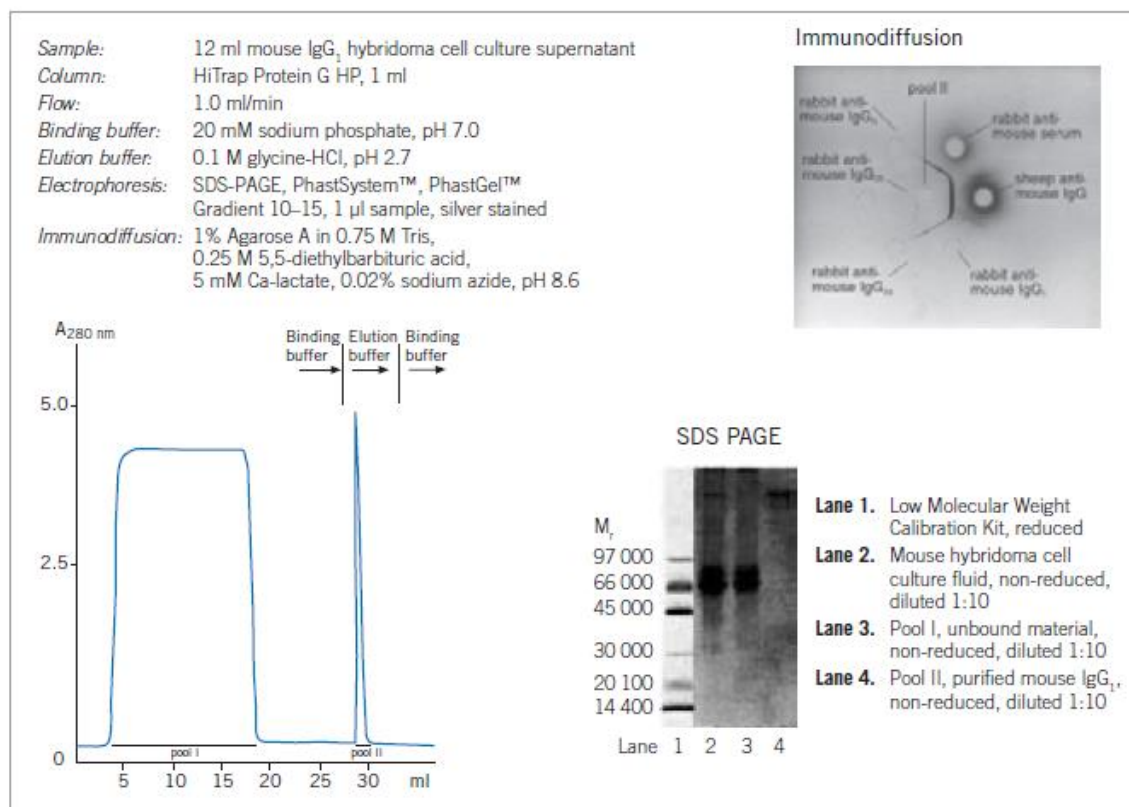 Sample: 12 ml mouse IgG₁ hybridoma cell culture supernatant
Column: HiTrap Protein G HP, 1 ml
Flow: 1.0 ml/min
Binding buffer: 20 mM sodium phosphate, pH 7.0
Elution buffer: 0.1 M glycine-HCl, pH 2.7
Electrophoresis: SDS-PAGE, PhastSystem™, PhastGel™
Gradient 10–15, 1 µl sample, silver stained
Immunodiffusion: 1% Agarose A in 0.75 M Tris,
0.25 M 5,5-diethylbarbituric acid,
5 mM Ca-lactate, 0.02% sodium azide, pH 8.6
Immunodiffusion
pool II
rabbit anti-
mouse
rabbit anti-
mouse serum
rabbit anti-
mouse
sheep anti-
mouse IgG
rabbit anti-
mouse
rabbit anti-
mouse
A280 nm
Binding buffer
Elution buffer
Binding buffer
5.0
2.5
0
pool I
pool II
5 10 15 20 25 30 ml
SDS PAGE
Mr
97 000
66 000
45 000
30 000
20 100
14 400
Lane 1 2 3 4
Lane 1. Low Molecular Weight
Calibration Kit, reduced
Lane 2. Mouse hybridoma cell
culture fluid, non-reduced,
diluted 1:10
Lane 3. Pool I, unbound material,
non-reduced, diluted 1:10
Lane 4. Pool II, purified mouse IgG₁,
non-reduced, diluted 1:10